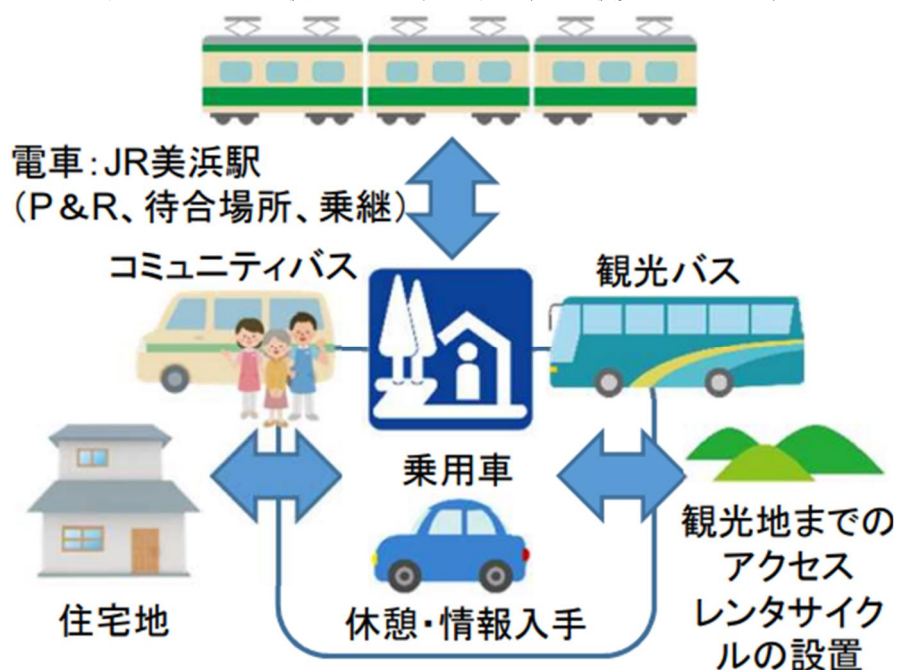 電車：JR美浜駅
（P＆R、待合場所、乗継）
コミュニティバス
観光バス
乗用車
住宅地
休憩・情報入手
観光地までの
アクセス
レンタサイク
ルの設置